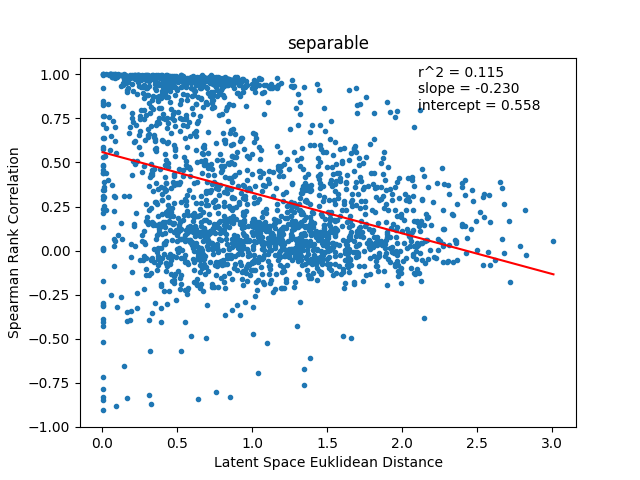 separable
r^2 = 0.115
slope = -0.230
intercept = 0.558
Spearman Rank Correlation
1.00
0.75
0.50
0.25
0.00
−0.25
−0.50
−0.75
−1.00
0.0 0.5 1.0 1.5 2.0 2.5 3.0
Latent Space Euklidean Distance